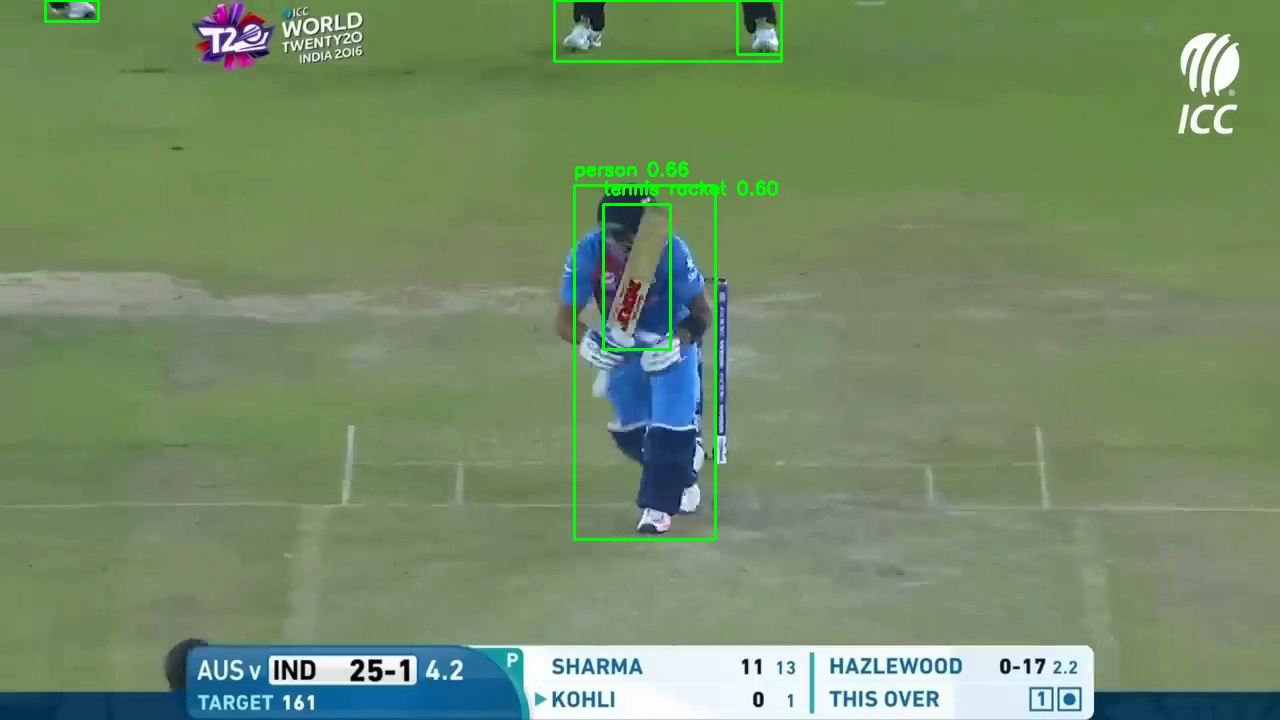 ICC
WORLD
TWENTY20
INDIA 2016
T20
ICC
person 0.66
tennis racket 0.60
MRF
AUS v IND 25-1 4.2
P
TARGET 161
SHARMA 11 13
KOHLI 0 1
HAZLEWOOD 0-17 2.2
THIS OVER 1